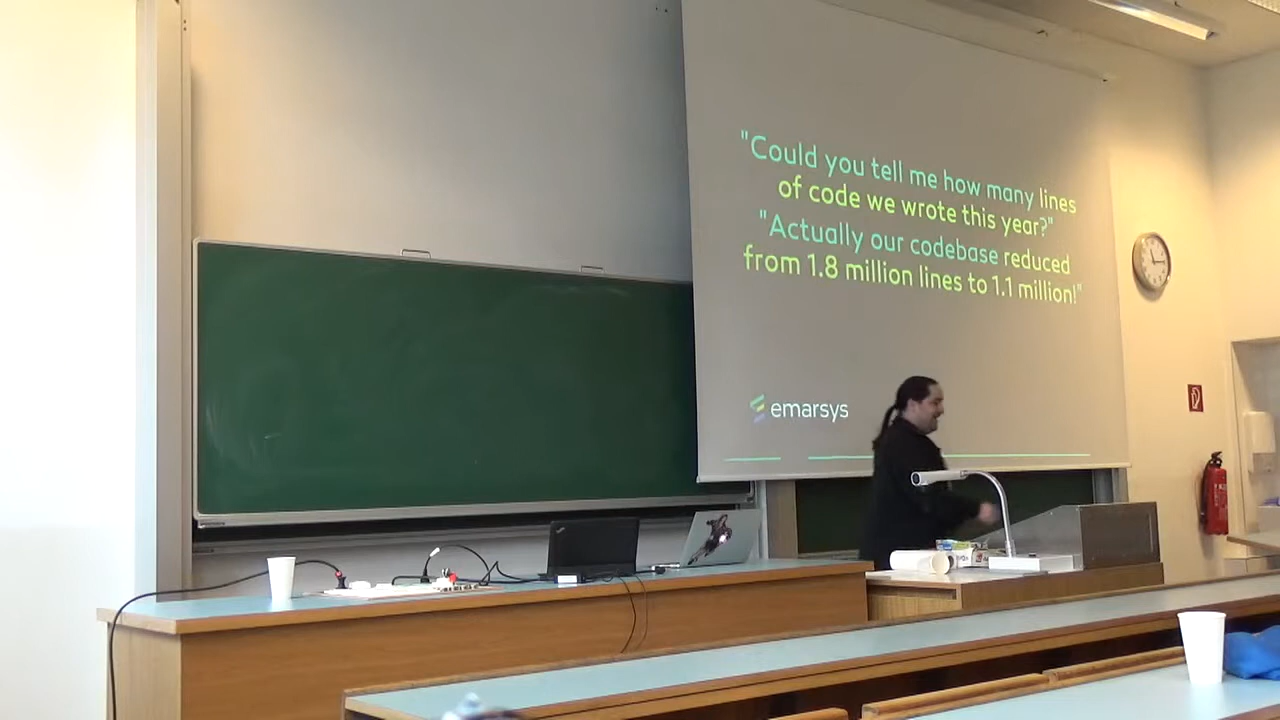 "Could you tell me how many lines
of code we wrote this year?"
"Actually our codebase reduced
from 1.8 million lines to 1.1 million!"
emarsys